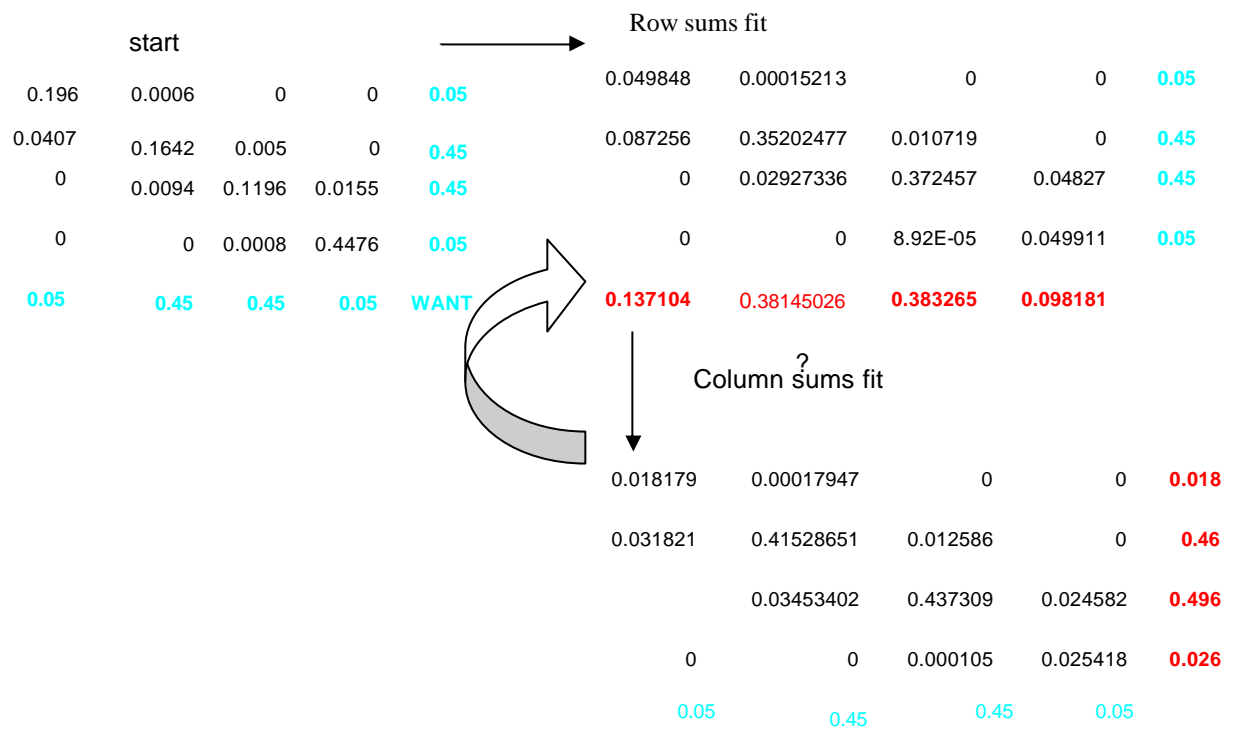 start
0.196 0.0006 0 0 0.05
0.0407 0.1642 0.005 0 0.45
0 0.0094 0.1196 0.0155 0.45
0 0 0.0008 0.4476 0.05
0.05 0.45 0.45 0.05 WANT
Row sums fit
0.049848 0.00015213 0 0 0.05
0.087256 0.35202477 0.010719 0 0.45
0 0.02927336 0.372457 0.04827 0.45
0 0 8.92E-05 0.049911 0.05
0.137104 0.38145026 0.383265 0.098181
?
Column sums fit
0.018179 0.00017947 0 0 0.018
0.031821 0.41528651 0.012586 0 0.46
0.03453402 0.437309 0.024582 0.496
0 0 0.000105 0.025418 0.026
0.05 0.45 0.45 0.05